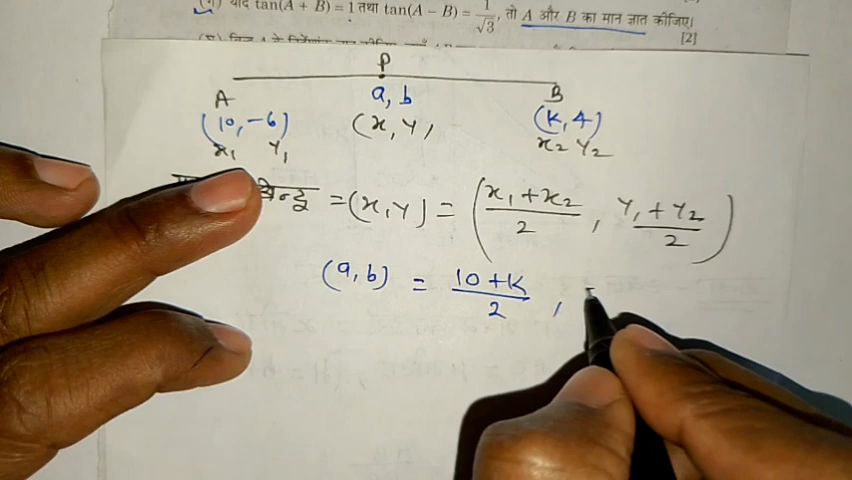 (ग) यदि tan(A + B) = 1 तथा tan(A − B) = 1/√3, तो A और B का मान ज्ञात कीजिए।
[2]
P
A a, b B
(10, -6) (x, y) (K, 4)
x₁ y₁ x₂ y₂
बिन्दू = (x, y) = (x₁ + x₂/2, y₁ + y₂/2)
(a, b) = 10 + K/2 ,